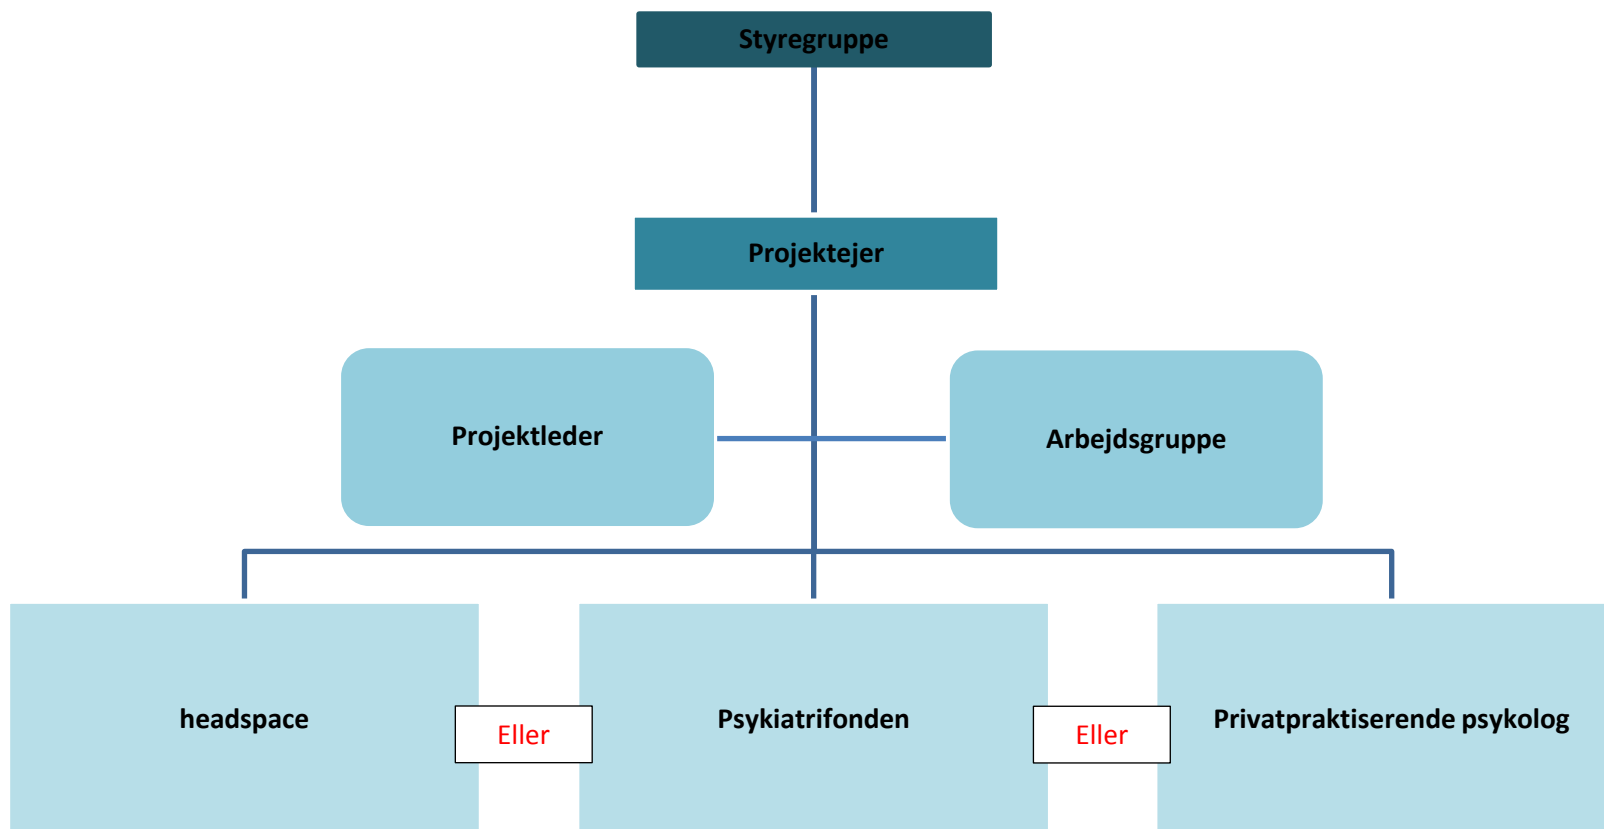 Styregruppe
Projektejer
Projektleder
Arbejdsgruppe
headspace
Eller
Psykiatrifonden
Eller
Privatpraktiserende psykolog